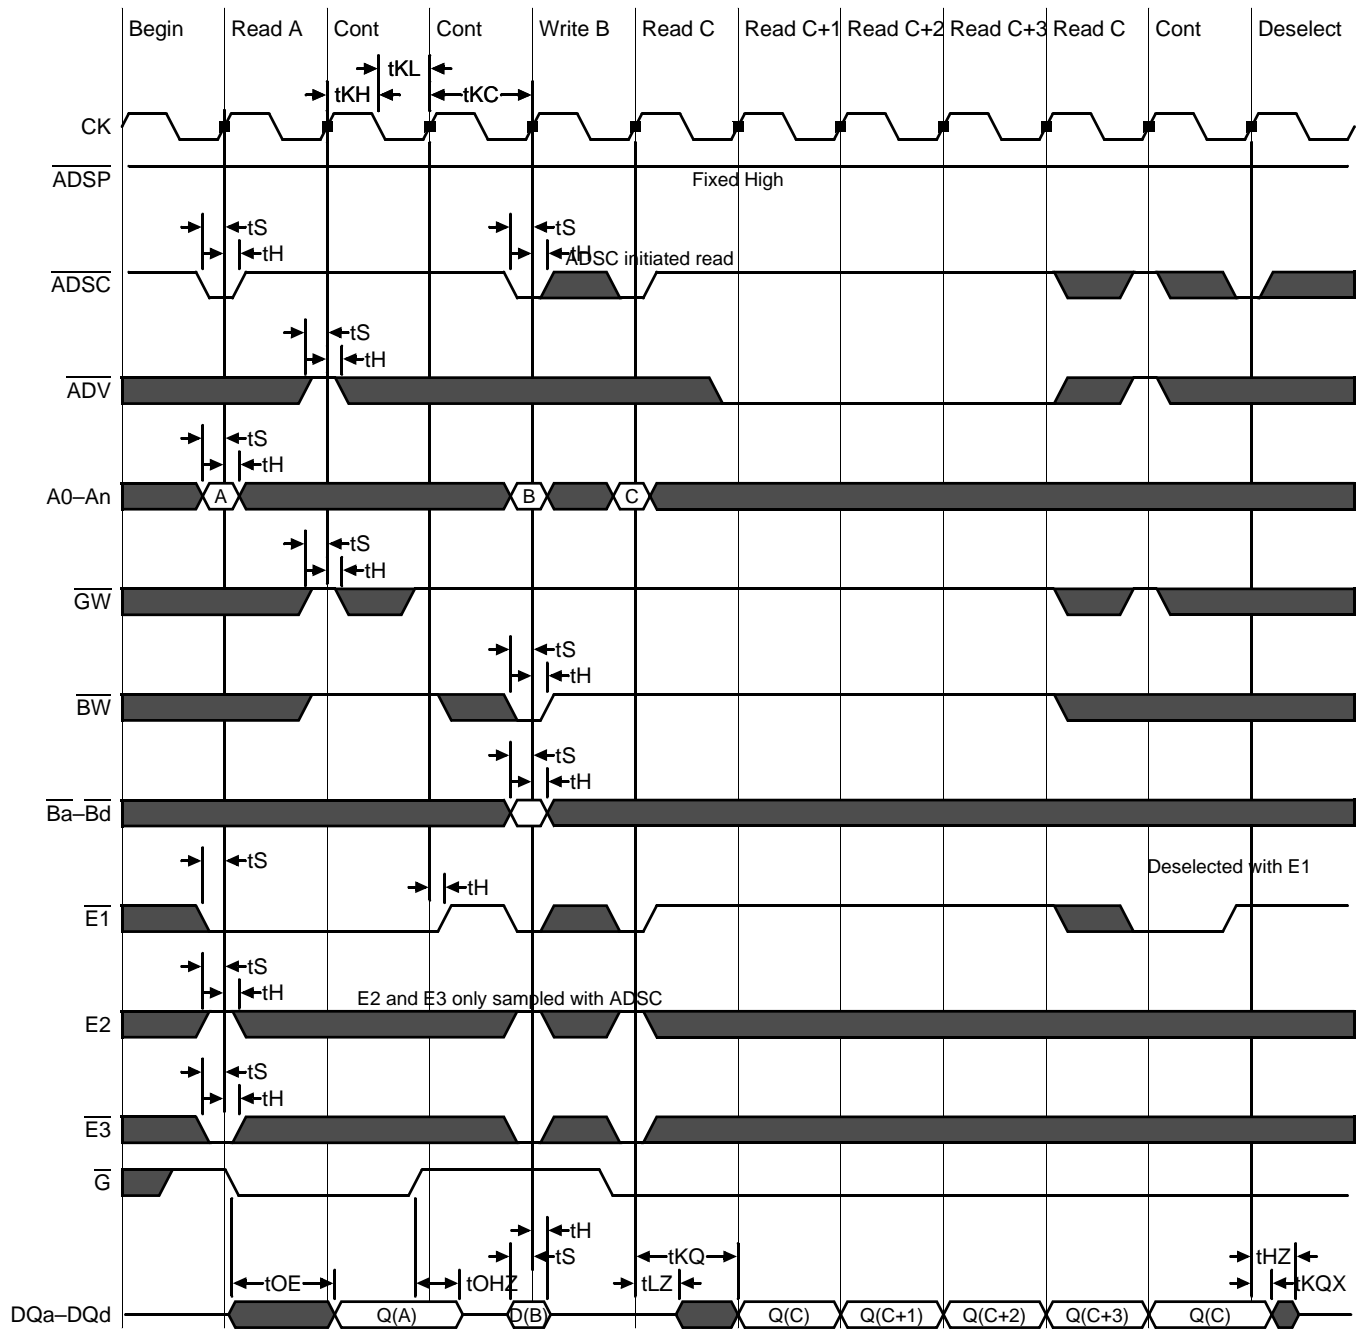 Begin Read A Cont Cont Write B Read C Read C+1 Read C+2 Read C+3 Read C Cont Deselect
tKL
tKH tKC
CK
ADSP
Fixed High
tS tS
tH tH
ADSC initiated read
ADSC
tS
tH
ADV
tS
tH
A0–An A B C
tS
tH
GW
tS
tH
BW
tS
tH
Ba–Bd
tS Deselected with E1
tH
E1
tS
tH
E2 and E3 only sampled with ADSC
E2
tS
tH
E3
G
tH
tS tKQ tHZ
tOE tOHZ tLZ tKQX
DQa–DQd Q(A) D(B) Q(C) Q(C+1) Q(C+2) Q(C+3) Q(C)